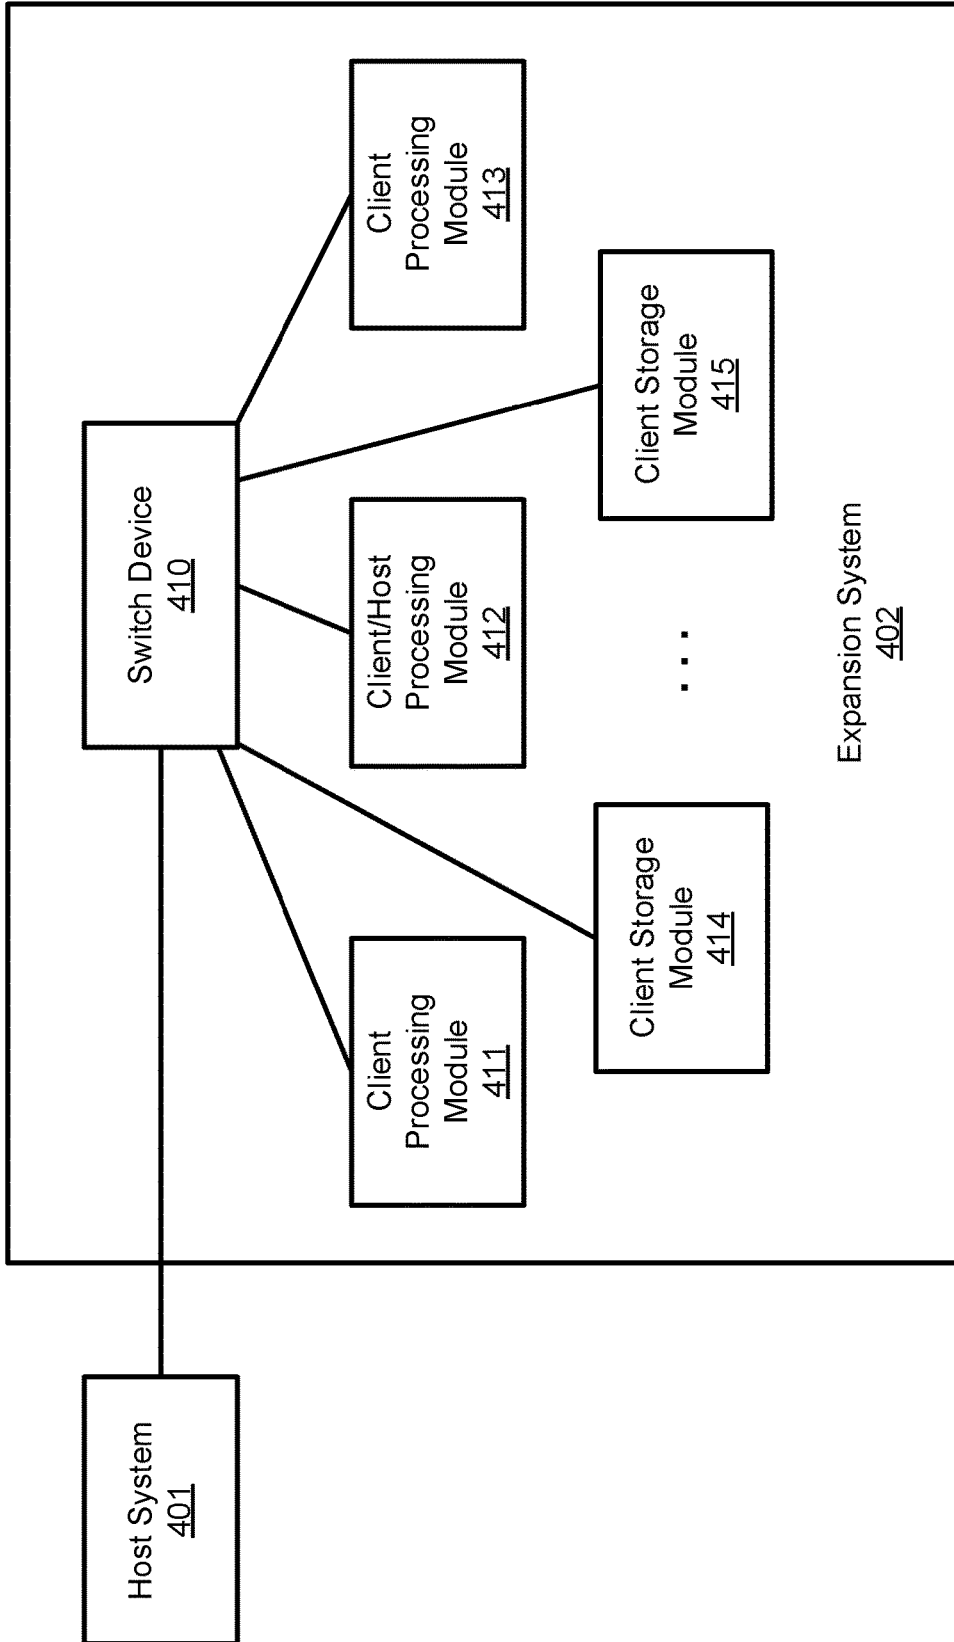 Host System
401
Switch Device
410
Client
Processing
Module
411
Client/Host
Processing
Module
412
Client
Processing
Module
413
Client Storage
Module
414
. . .
Client Storage
Module
415
Expansion System
402